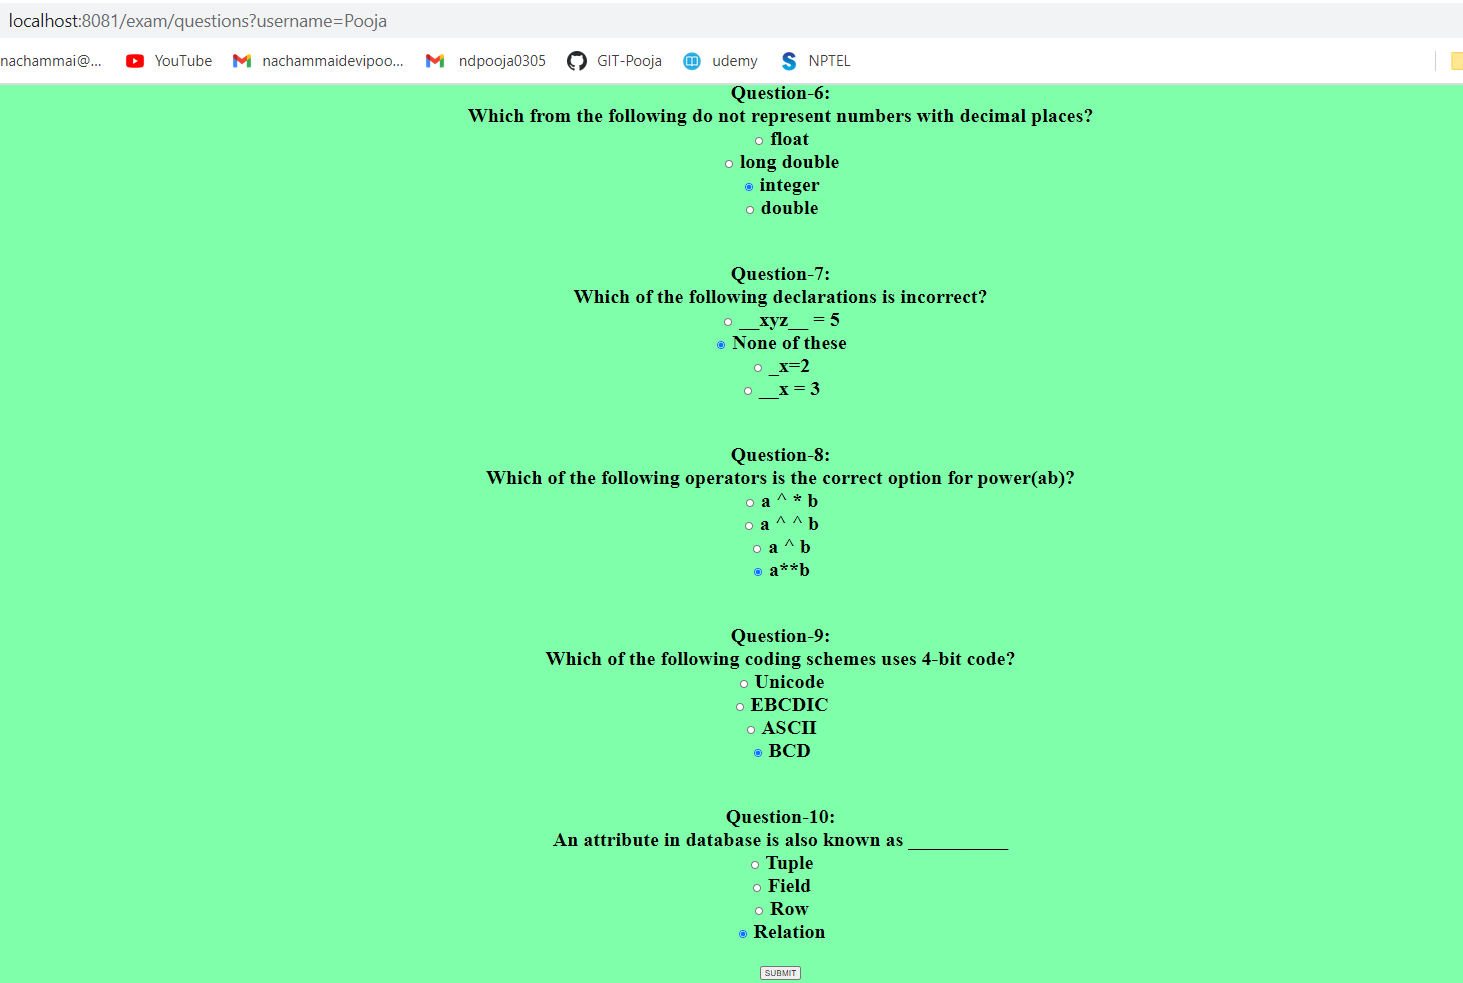 localhost:8081/exam/questions?username=Pooja
nachammai@... YouTube nachammaidevipoo... ndpooja0305 GIT-Pooja udemy NPTEL
Question-6:
Which from the following do not represent numbers with decimal places?
float
long double
integer
double
Question-7:
Which of the following declarations is incorrect?
__xyz__ = 5
None of these
_x=2
__x = 3
Question-8:
Which of the following operators is the correct option for power(ab)?
a ^ * b
a ^ ^ b
a ^ b
a**b
Question-9:
Which of the following coding schemes uses 4-bit code?
Unicode
EBCDIC
ASCII
BCD
Question-10:
An attribute in database is also known as __________
Tuple
Field
Row
Relation
SUBMIT